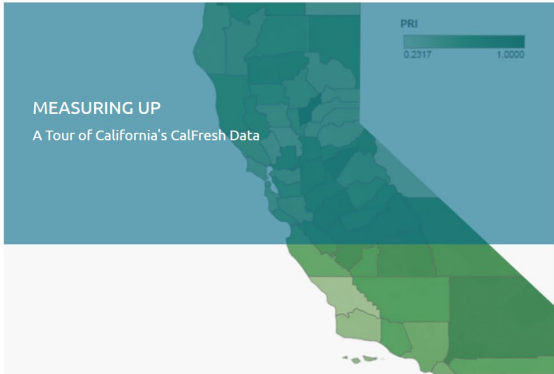 PRI
0.2317 1.0000
MEASURING UP
A Tour of California's CalFresh Data